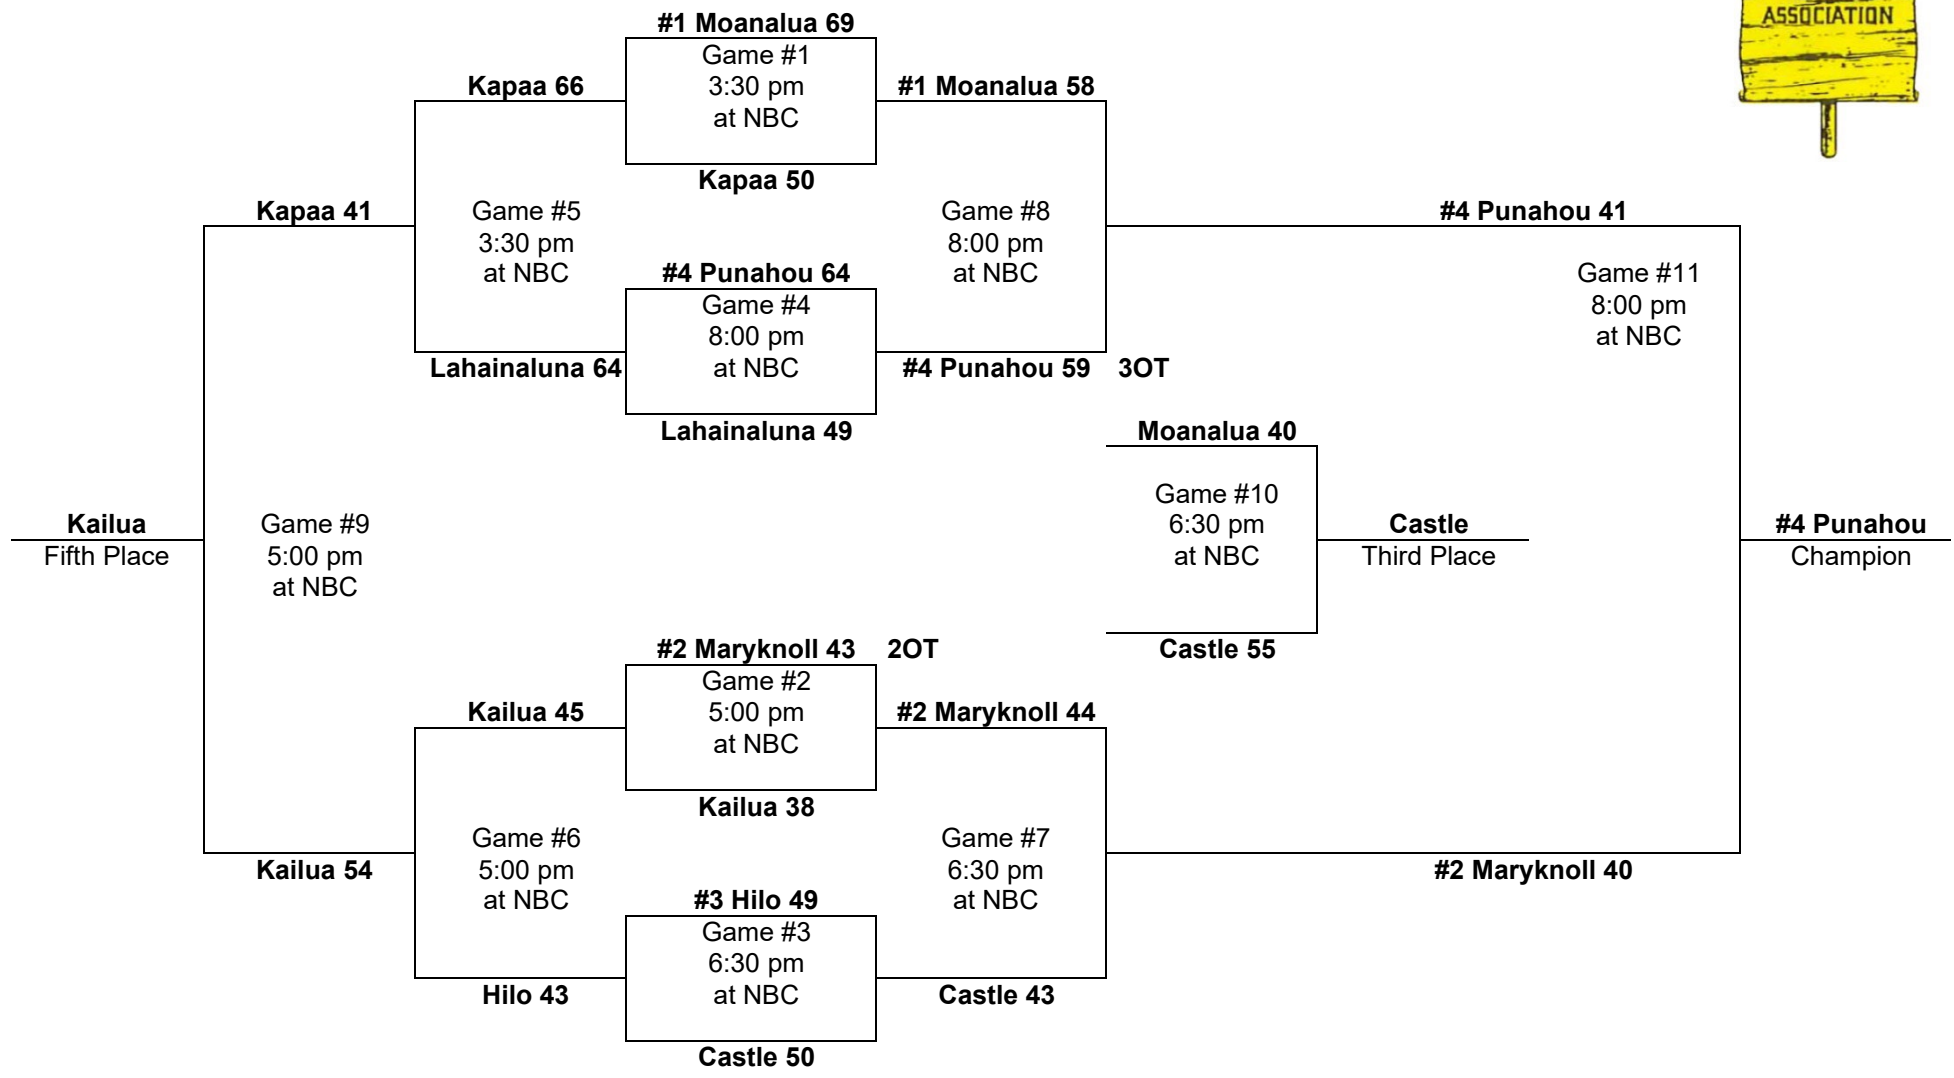 ASSOCIATION
#1 Moanalua 69
Game #1
3:30 pm
at NBC
Kapaa 50
Kapaa 66
#1 Moanalua 58
Kapaa 41
Game #5
3:30 pm
at NBC
Game #8
8:00 pm
at NBC
#4 Punahou 41
#4 Punahou 64
Game #4
8:00 pm
at NBC
Lahainaluna 49
Lahainaluna 64
#4 Punahou 59 3OT
Game #11
8:00 pm
at NBC
Moanalua 40
Game #10
6:30 pm
at NBC
Castle 55
Castle
Third Place
#4 Punahou
Champion
Kailua
Fifth Place
Game #9
5:00 pm
at NBC
#2 Maryknoll 43 2OT
Game #2
5:00 pm
at NBC
Kailua 38
Kailua 45
#2 Maryknoll 44
Kailua 54
Game #6
5:00 pm
at NBC
Game #7
6:30 pm
at NBC
#2 Maryknoll 40
#3 Hilo 49
Game #3
6:30 pm
at NBC
Castle 50
Hilo 43
Castle 43